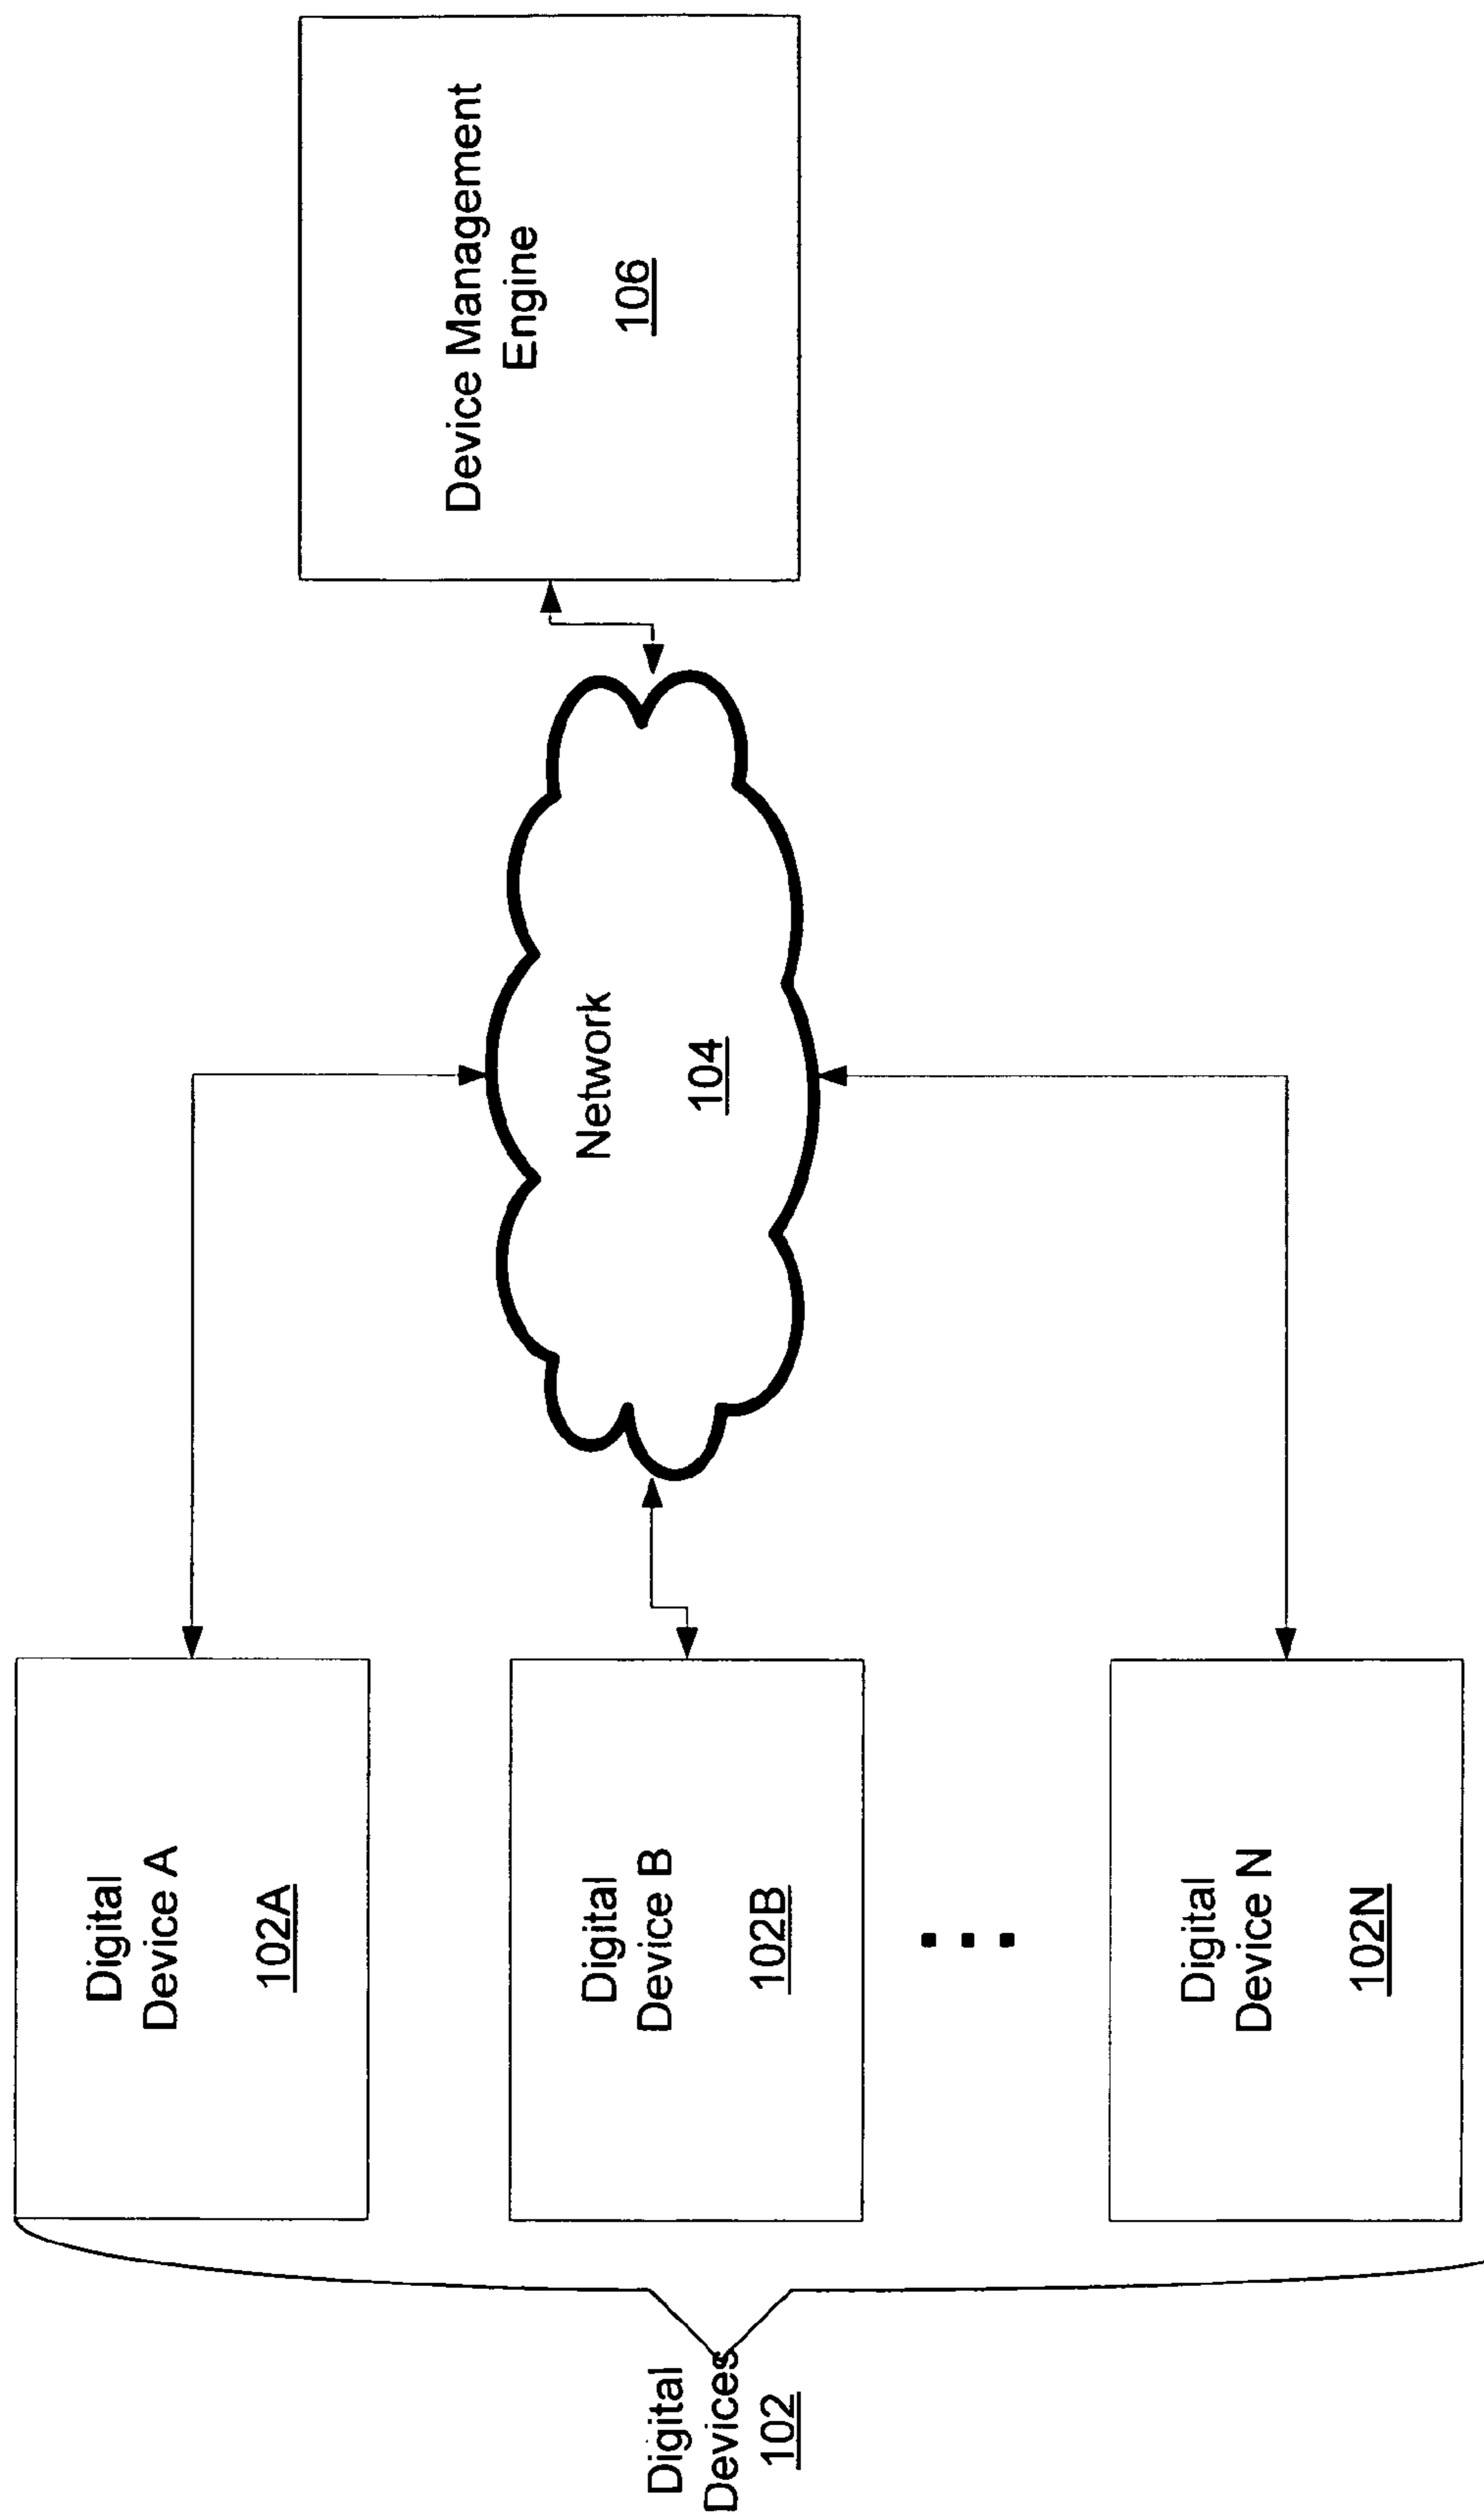 Digital
Devices
102
Digital
Device A
102A
Digital
Device B
102B
Digital
Device N
102N
Network
104
Device Management
Engine
106